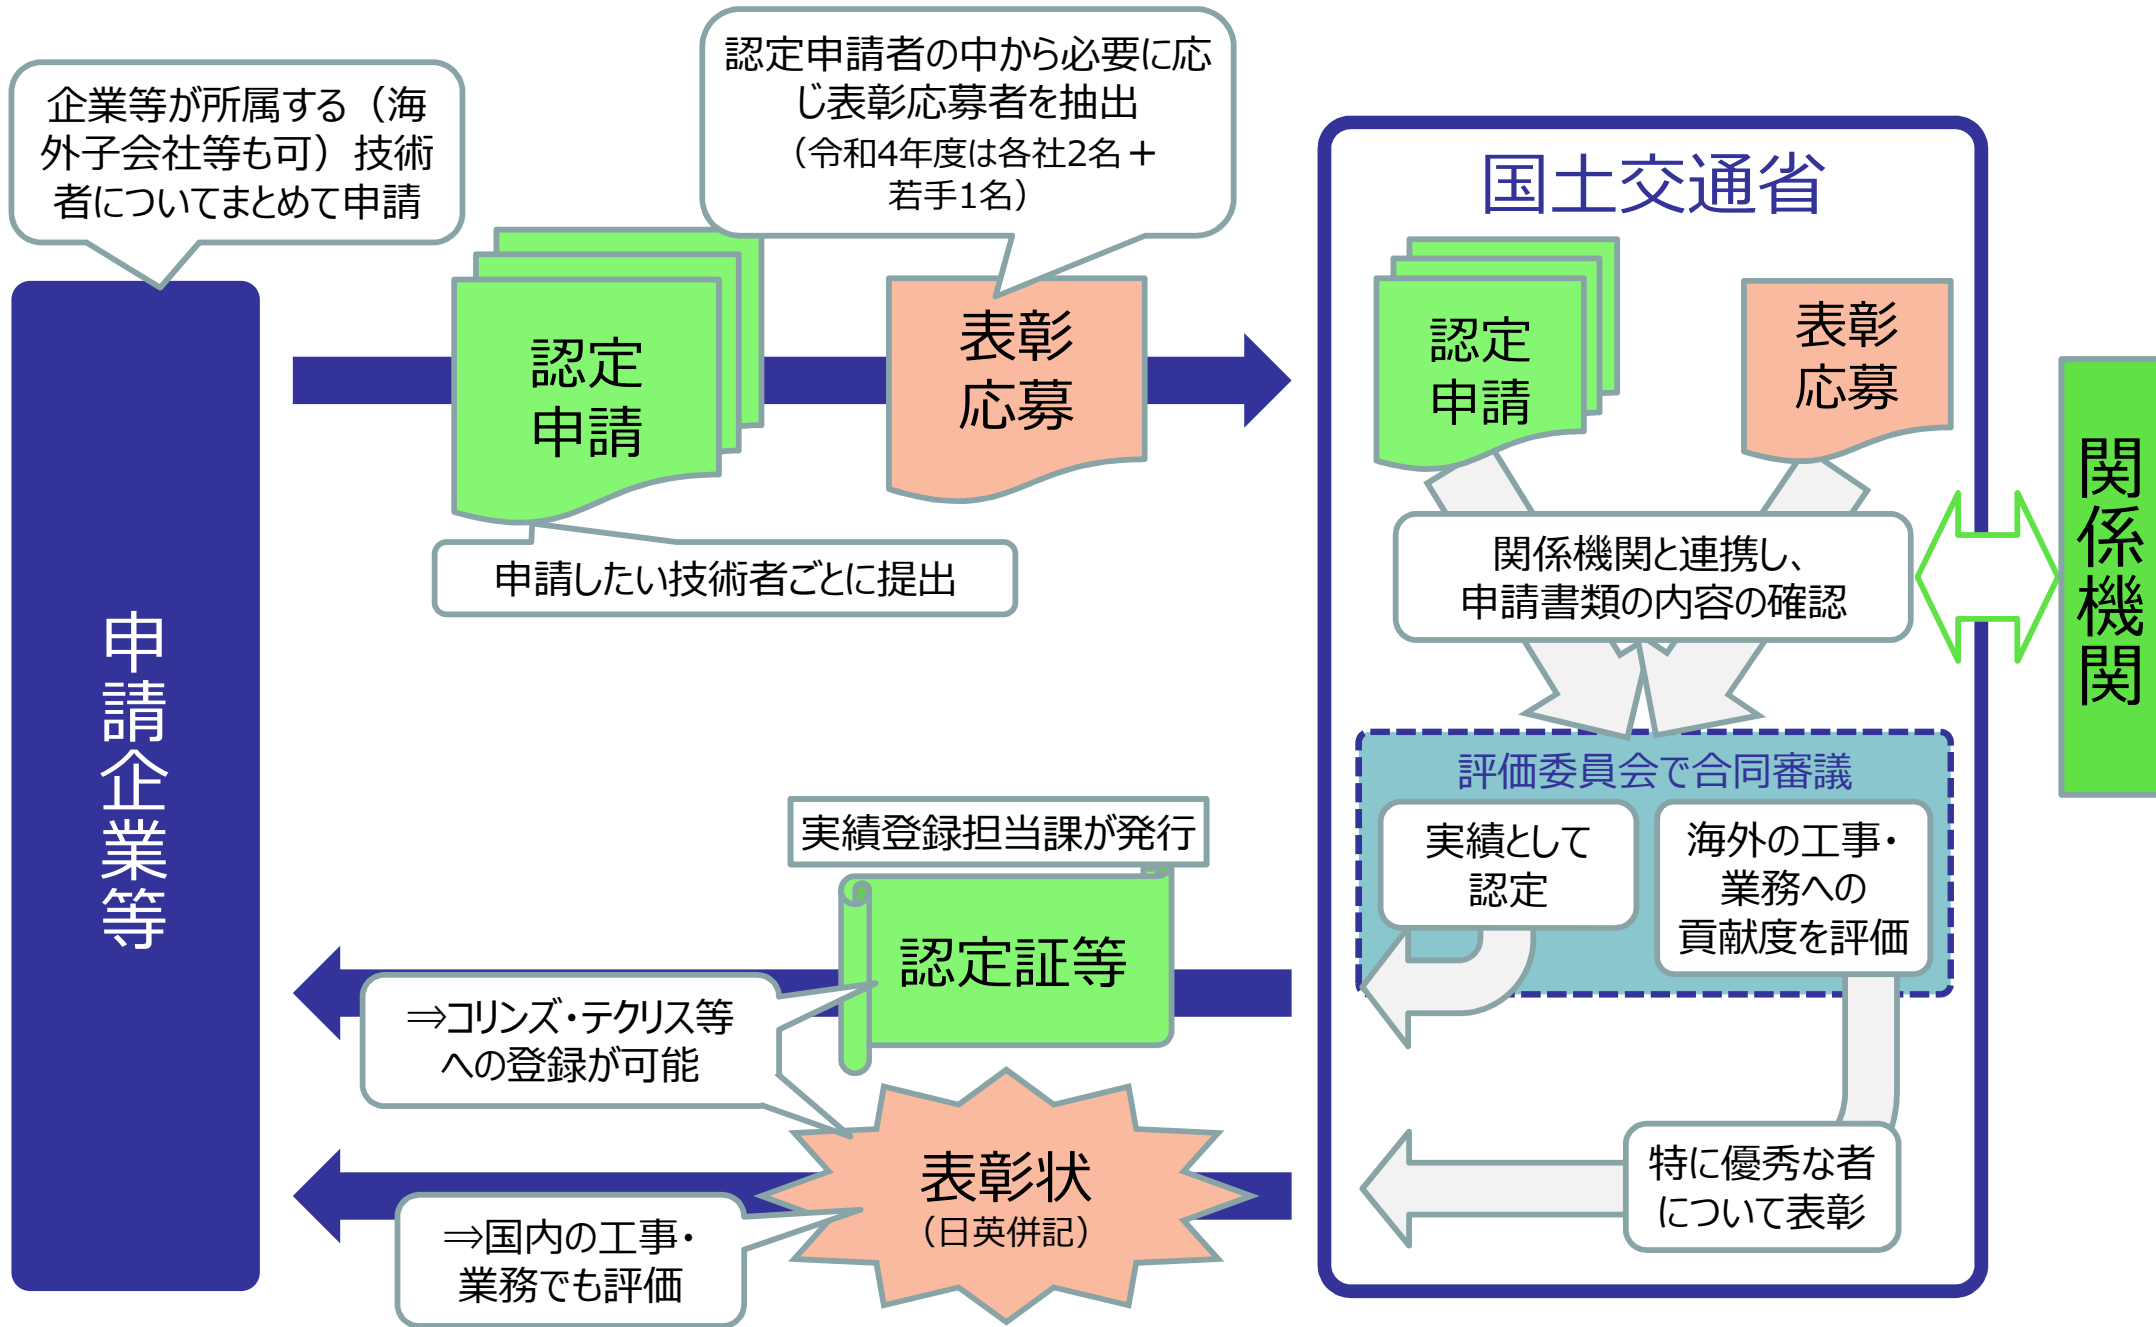 企業等が所属する（海
外子会社等も可）技術
者についてまとめて申請
認定申請者の中から必要に応
じ表彰応募者を抽出
（令和4年度は各社2名＋
若手1名）
申請企業等
認定
申請
表彰
応募
申請したい技術者ごとに提出
国土交通省
認定
申請
表彰
応募
関係機関と連携し、
申請書類の内容の確認
関係機関
評価委員会で合同審議
実績として
認定
海外の工事・
業務への
貢献度を評価
特に優秀な者
について表彰
実績登録担当課が発行
認定証等
⇒コリンズ・テクリス等
への登録が可能
表彰状
（日英併記）
⇒国内の工事・
業務でも評価